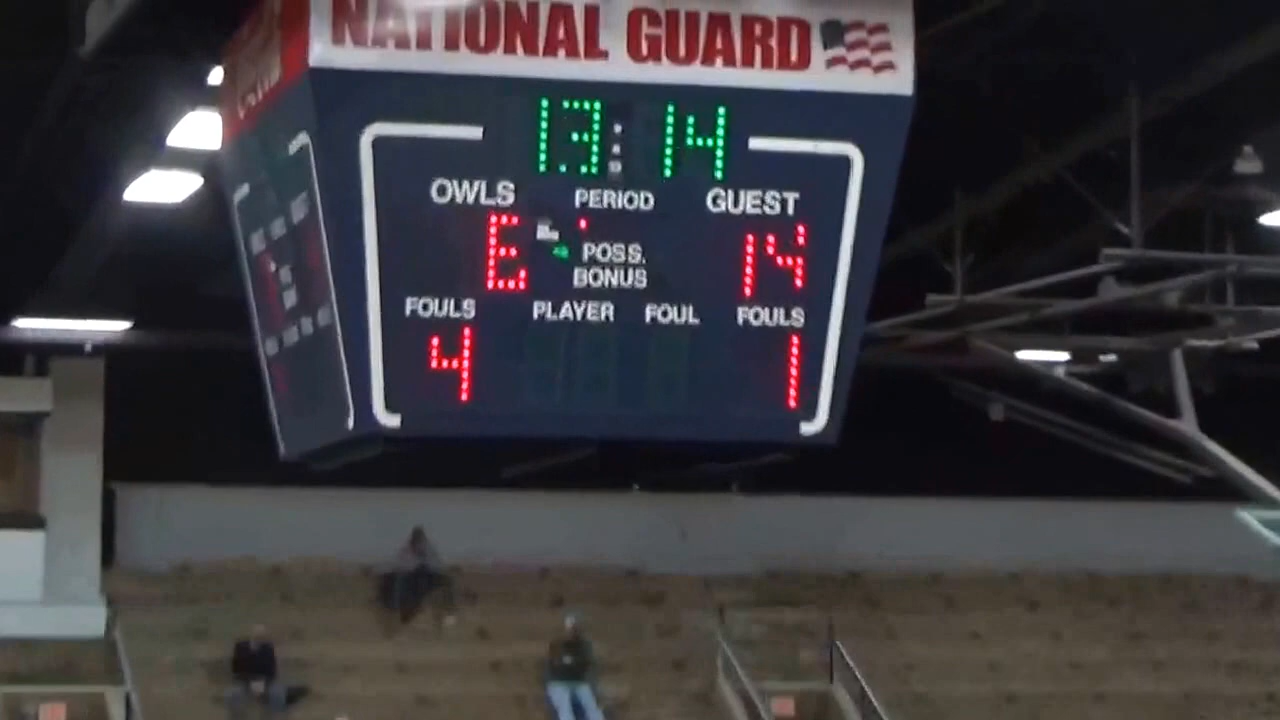 NATIONAL GUARD
13:14
OWLS PERIOD GUEST
6 14
POSS.
BONUS
FOULS PLAYER FOUL FOULS
4 1